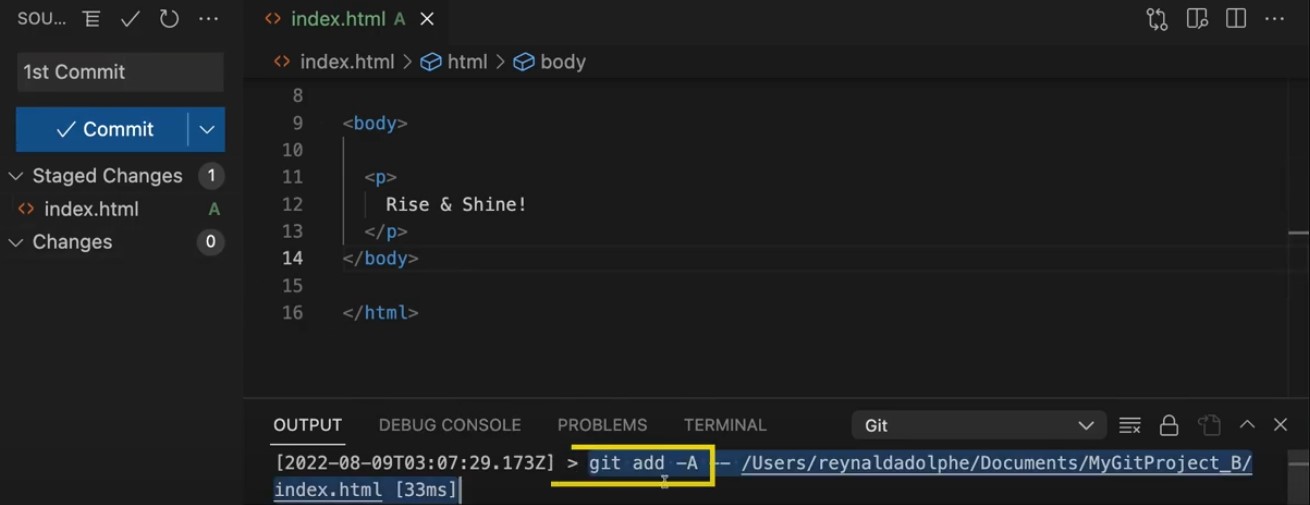 SOU...
index.html A
1st Commit
index.html > html > body
Commit
Staged Changes 1
index.html A
Changes 0
8
9 <body>
10
11 <p>
12 Rise & Shine!
13 </p>
14 </body>
15
16 </html>
OUTPUT DEBUG CONSOLE PROBLEMS TERMINAL Git
[2022-08-09T03:07:29.173Z] > git add -A -- /Users/reynaldadolphe/Documents/MyGitProject_B/
index.html [33ms]